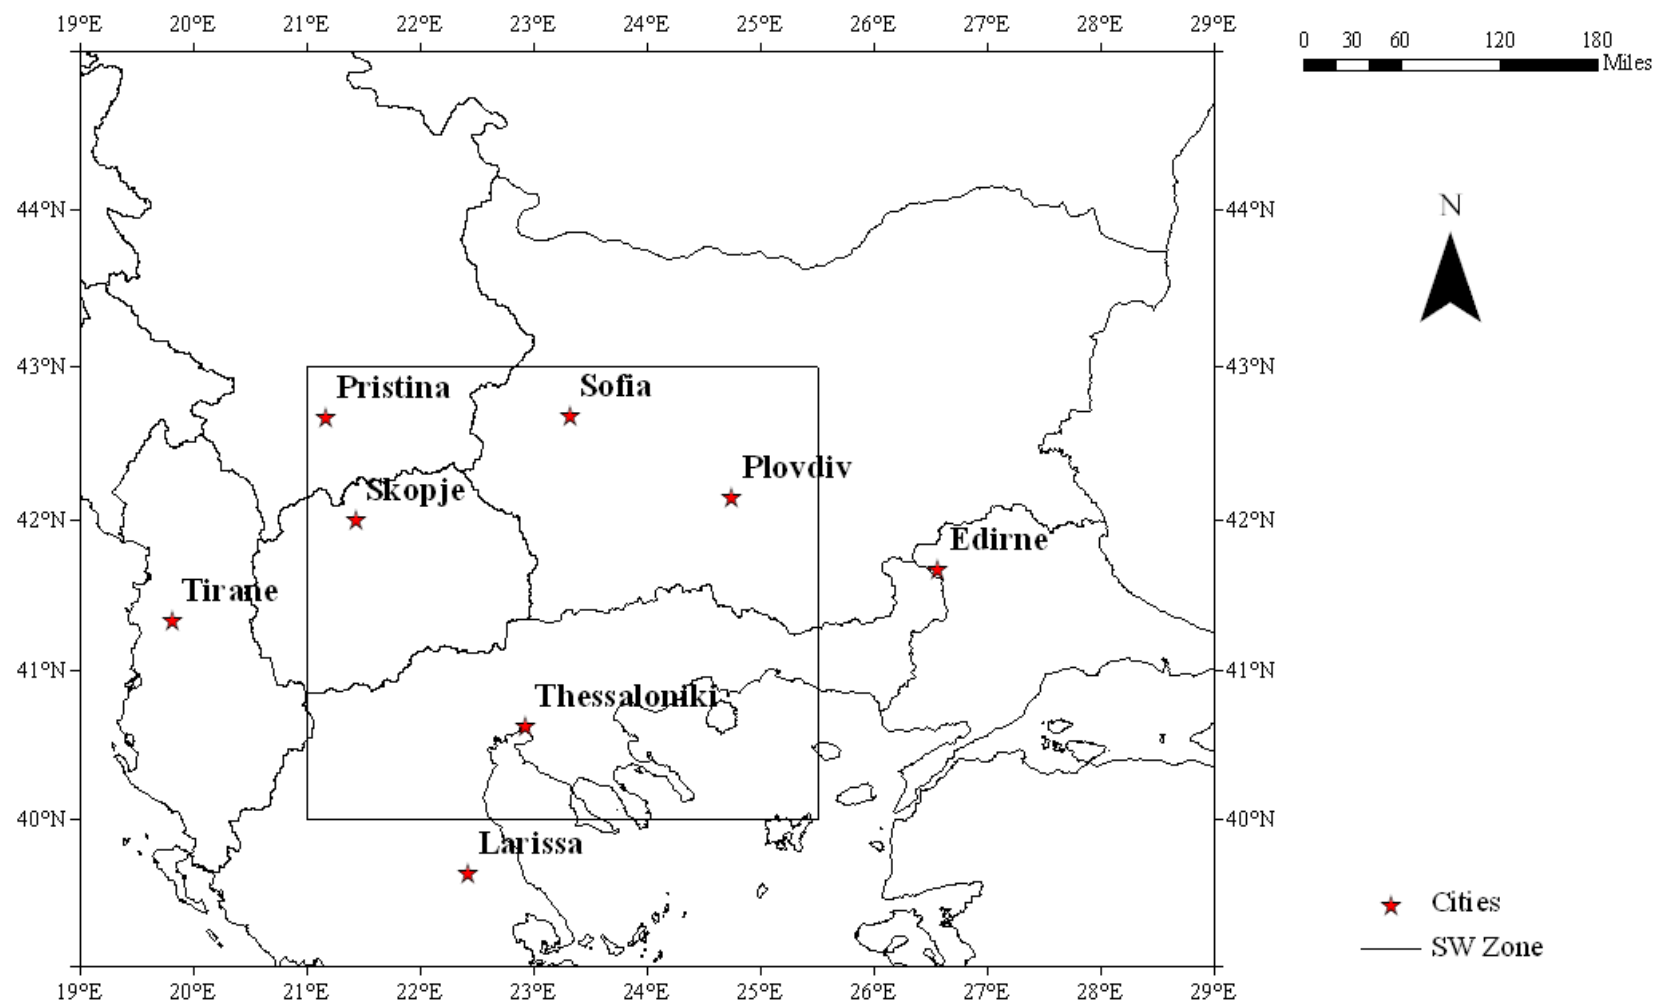 19°E 20°E 21°E 22°E 23°E 24°E 25°E 26°E 27°E 28°E 29°E
0 30 60 120 180
Miles
44°N 44°N
N
43°N 43°N
Pristina Sofia
Plovdiv
Skopje
42°N 42°N
Edirne
Tirane
41°N 41°N
Thessaloniki
40°N 40°N
Larissa
Cities
SW Zone
19°E 20°E 21°E 22°E 23°E 24°E 25°E 26°E 27°E 28°E 29°E